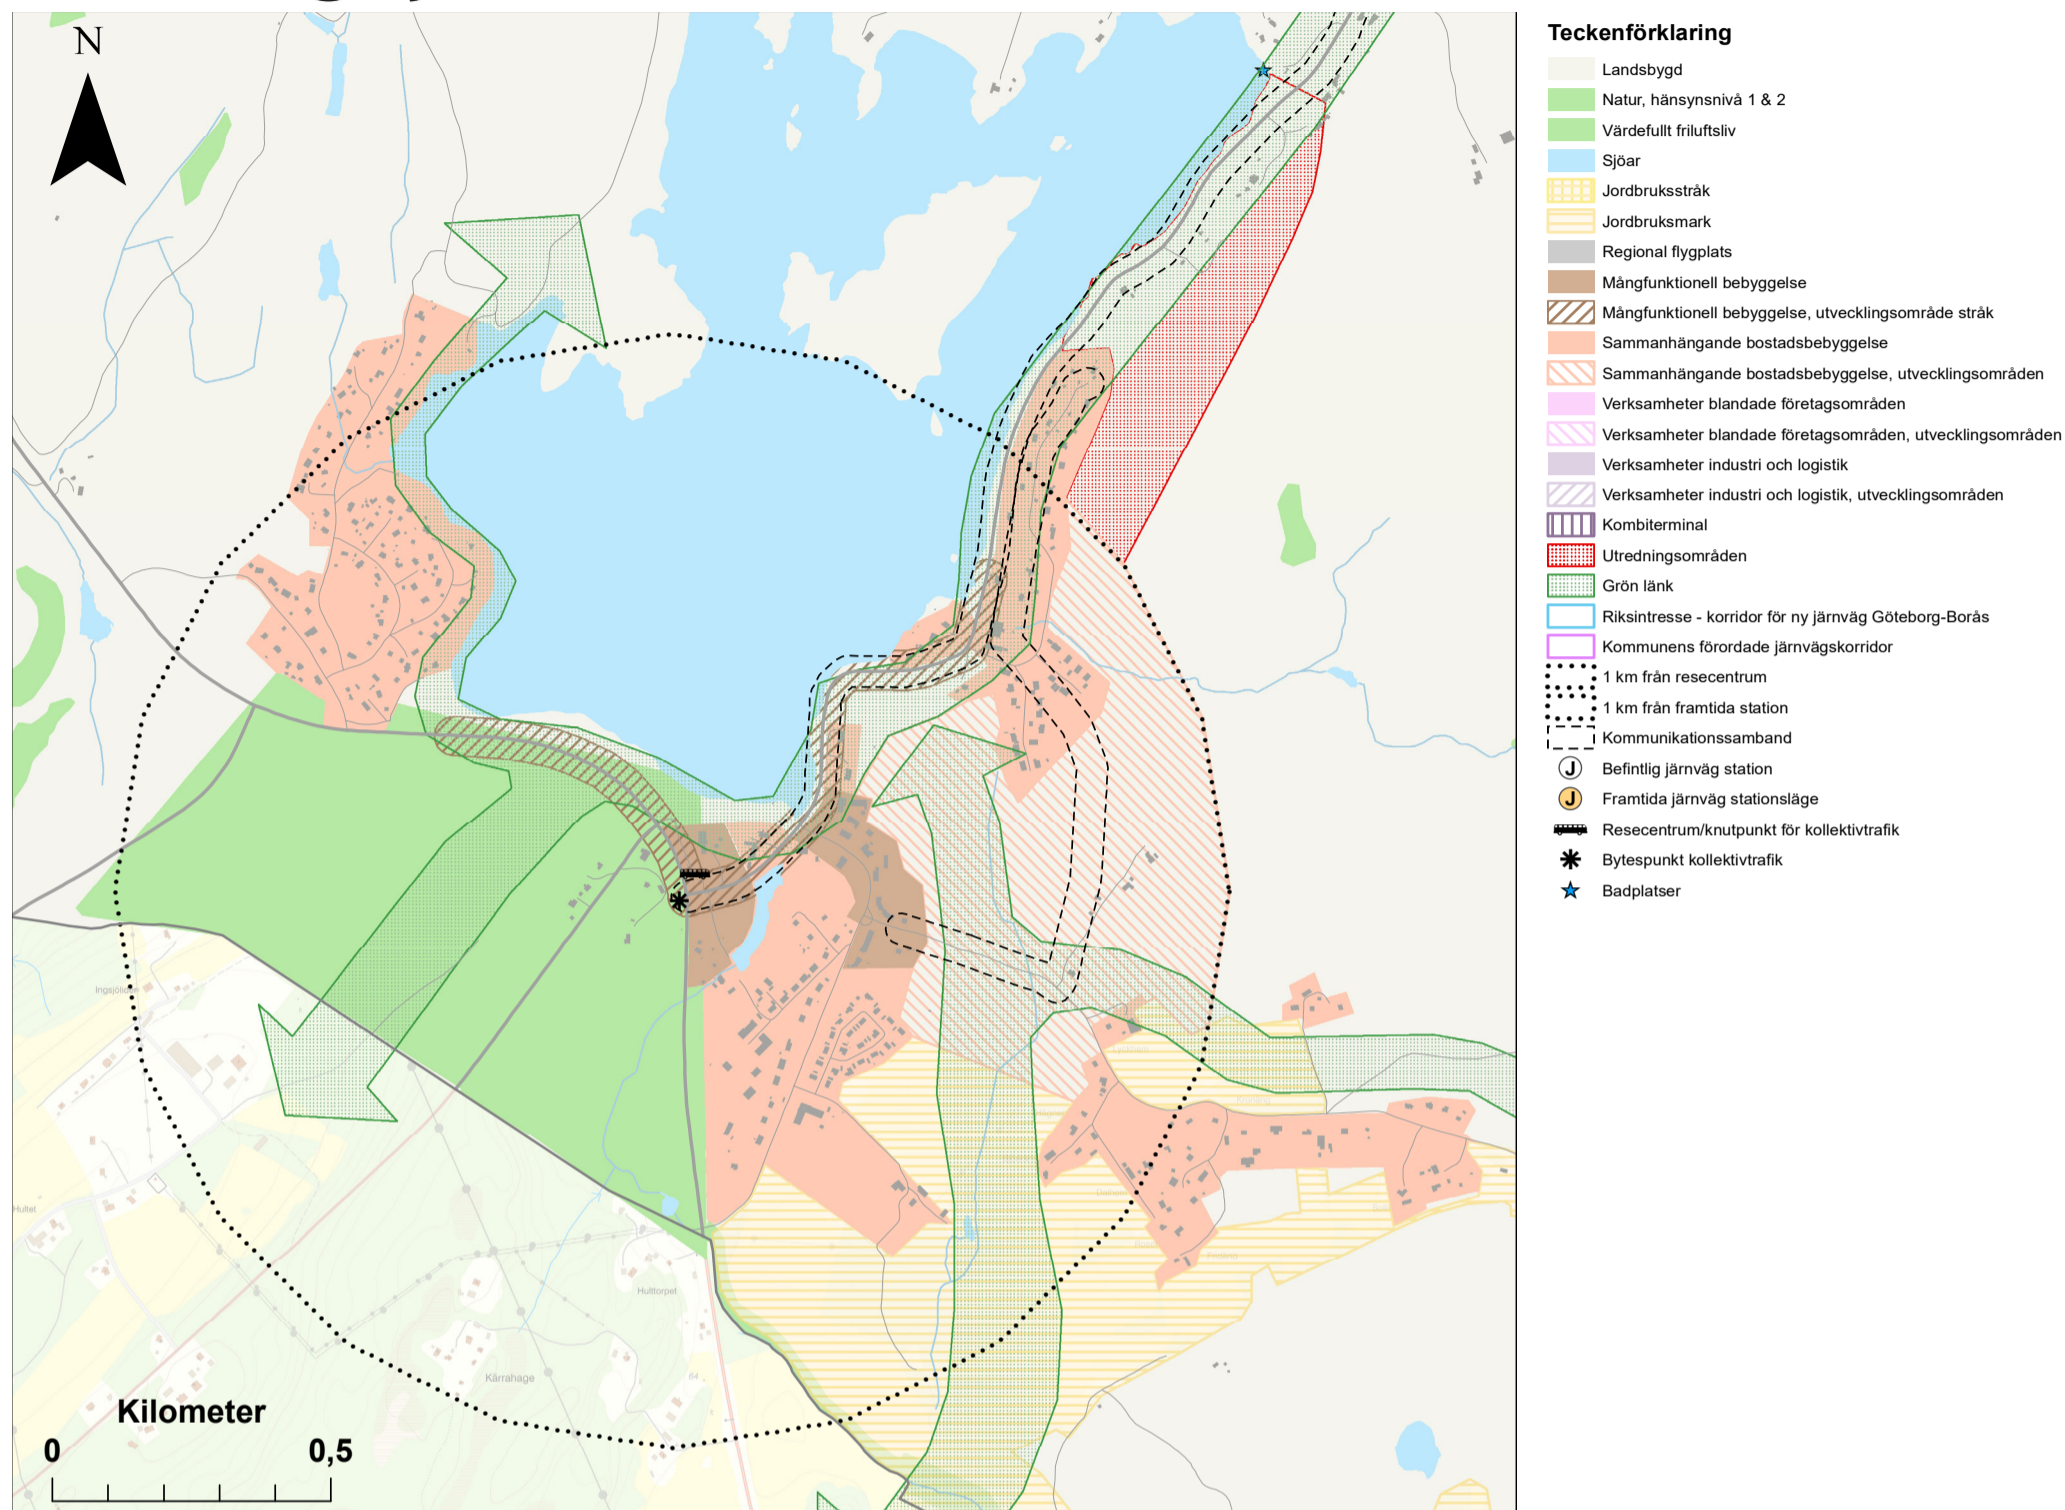 N
Teckenförklaring
Landsbygd
Natur, hänsynsnivå 1 & 2
Värdefullt friluftsliv
Sjöar
Jordbruksstråk
Jordbruksmark
Regional flygplats
Mångfunktionell bebyggelse
Mångfunktionell bebyggelse, utvecklingsområde stråk
Sammanhängande bostadsbebyggelse
Sammanhängande bostadsbebyggelse, utvecklingsområden
Verksamheter blandade företagsområden
Verksamheter blandade företagsområden, utvecklingsområden
Verksamheter industri och logistik
Verksamheter industri och logistik, utvecklingsområden
Kombiterminal
Utredningsområden
Grön länk
Riksintresse - korridor för ny järnväg Göteborg-Borås
Kommunens förordade järnvägskorridor
1 km från resecentrum
1 km från framtida station
Kommunikationssamband
J Befintlig järnväg station
J Framtida järnväg stationsläge
Resecentrum/knutpunkt för kollektivtrafik
Bytespunkt kollektivtrafik
Badplatser
Hullet
Hulttorpet
Kärrahage
64
Kilometer
0 0,5